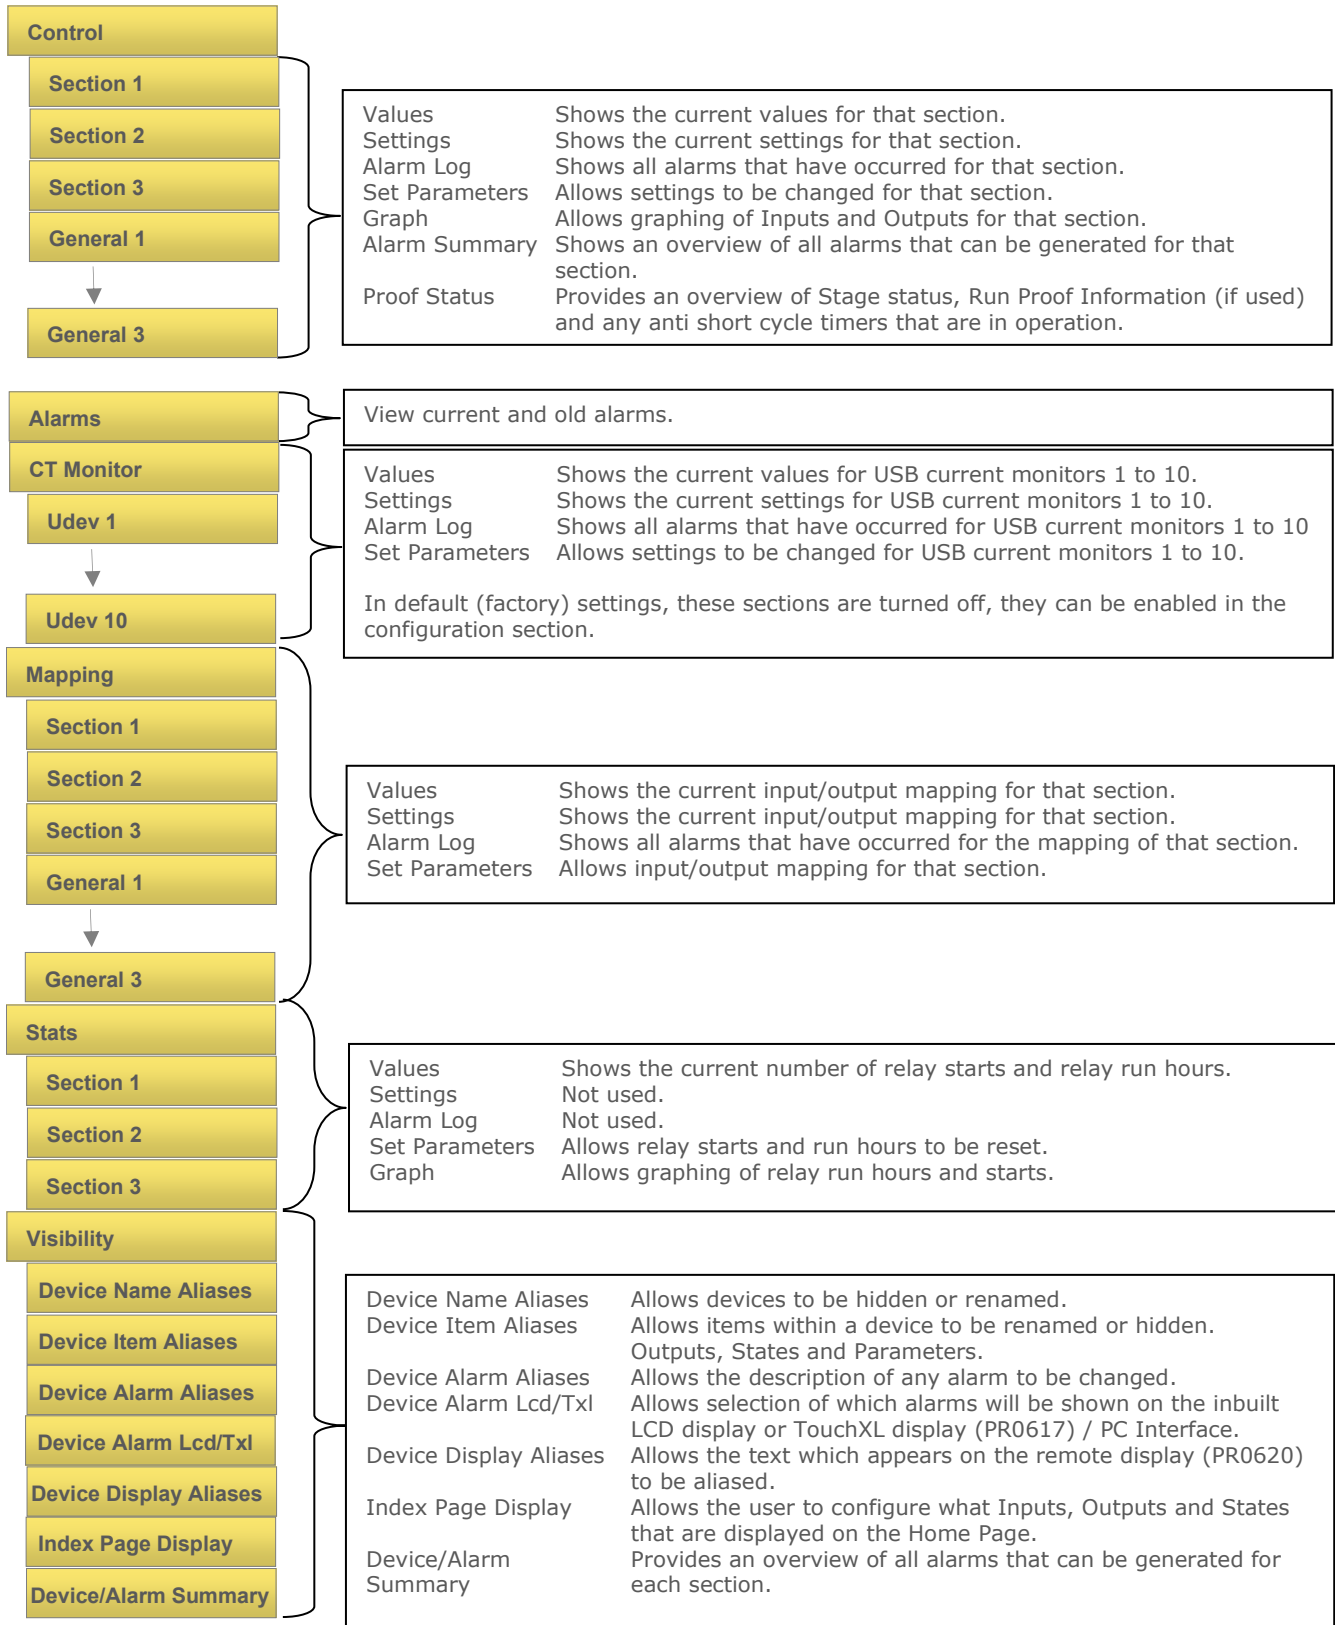 Control
Section 1
Section 2
Section 3
General 1
General 3
Values Shows the current values for that section.
Settings Shows the current settings for that section.
Alarm Log Shows all alarms that have occurred for that section.
Set Parameters Allows settings to be changed for that section.
Graph Allows graphing of Inputs and Outputs for that section.
Alarm Summary Shows an overview of all alarms that can be generated for that
section.
Proof Status Provides an overview of Stage status, Run Proof Information (if used)
and any anti short cycle timers that are in operation.
Alarms
View current and old alarms.
CT Monitor
Udev 1
Udev 10
Values Shows the current values for USB current monitors 1 to 10.
Settings Shows the current settings for USB current monitors 1 to 10.
Alarm Log Shows all alarms that have occurred for USB current monitors 1 to 10
Set Parameters Allows settings to be changed for USB current monitors 1 to 10.
In default (factory) settings, these sections are turned off, they can be enabled in the
configuration section.
Mapping
Section 1
Section 2
Section 3
General 1
General 3
Values Shows the current input/output mapping for that section.
Settings Shows the current input/output mapping for that section.
Alarm Log Shows all alarms that have occurred for the mapping of that section.
Set Parameters Allows input/output mapping for that section.
Stats
Section 1
Section 2
Section 3
Values Shows the current number of relay starts and relay run hours.
Settings Not used.
Alarm Log Not used.
Set Parameters Allows relay starts and run hours to be reset.
Graph Allows graphing of relay run hours and starts.
Visibility
Device Name Aliases
Device Item Aliases
Device Alarm Aliases
Device Alarm Lcd/Txl
Device Display Aliases
Index Page Display
Device/Alarm Summary
Device Name Aliases Allows devices to be hidden or renamed.
Device Item Aliases Allows items within a device to be renamed or hidden.
Outputs, States and Parameters.
Device Alarm Aliases Allows the description of any alarm to be changed.
Device Alarm Lcd/Txl Allows selection of which alarms will be shown on the inbuilt
LCD display or TouchXL display (PR0617) / PC Interface.
Device Display Aliases Allows the text which appears on the remote display (PR0620)
to be aliased.
Index Page Display Allows the user to configure what Inputs, Outputs and States
that are displayed on the Home Page.
Device/Alarm Provides an overview of all alarms that can be generated for
Summary each section.